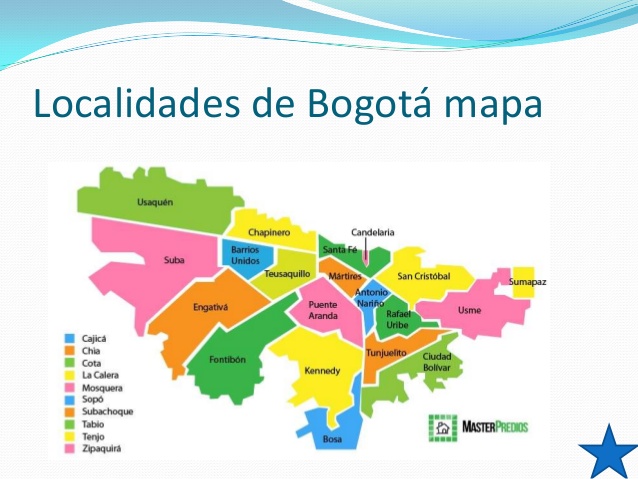 Localidades de Bogotá mapa
Usaquén
Chapinero
Candelaria
Barrios
Unidos
Santa Fé
Suba
Teusaquillo
Mártires
San Cristóbal
Sumapaz
Antonio
Nariño
Engativá
Puente
Aranda
Rafael
Uribe
Usme
Fontibón
Tunjuelito
Ciudad
Bolívar
Kennedy
Bosa
Cajicá
Chia
Cota
La Calera
Mosquera
Sopó
Subachoque
Tabio
Tenjo
Zipaquirá
MASTERPREDIOS